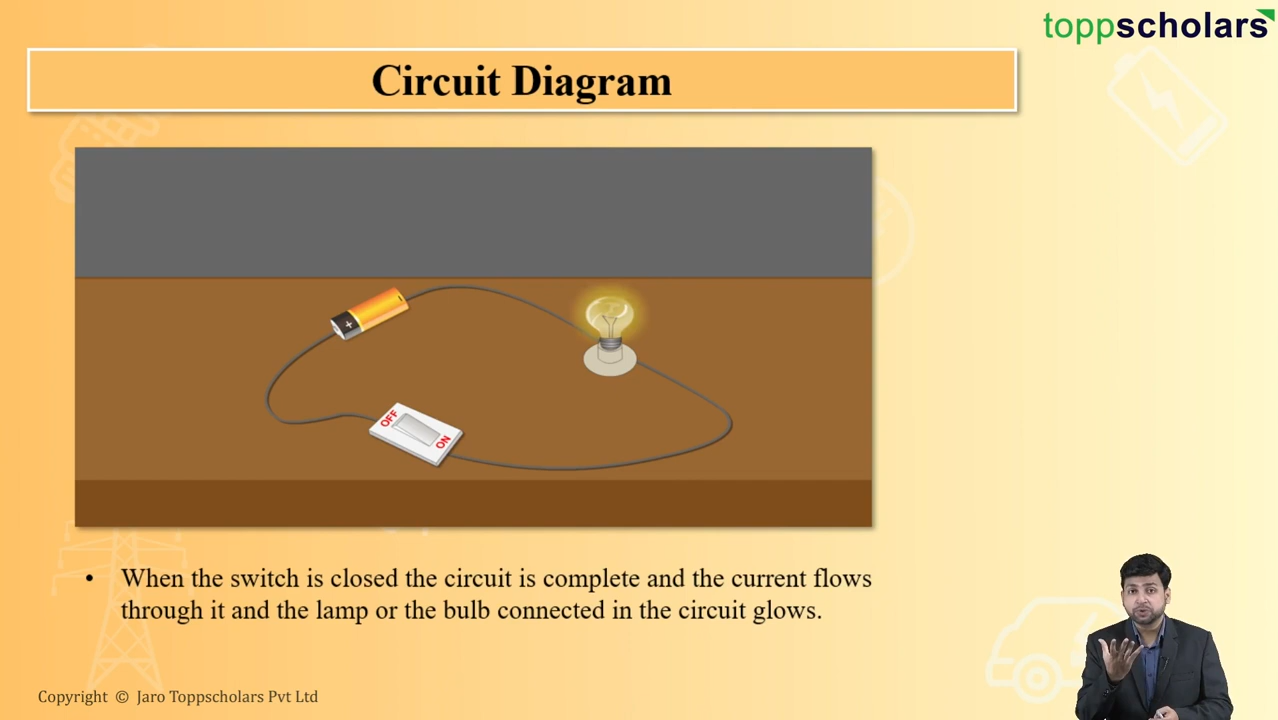 toppscholars
Circuit Diagram
+
OFF
ON
• When the switch is closed the circuit is complete and the current flows
through it and the lamp or the bulb connected in the circuit glows.
Copyright © Jaro Toppscholars Pvt Ltd